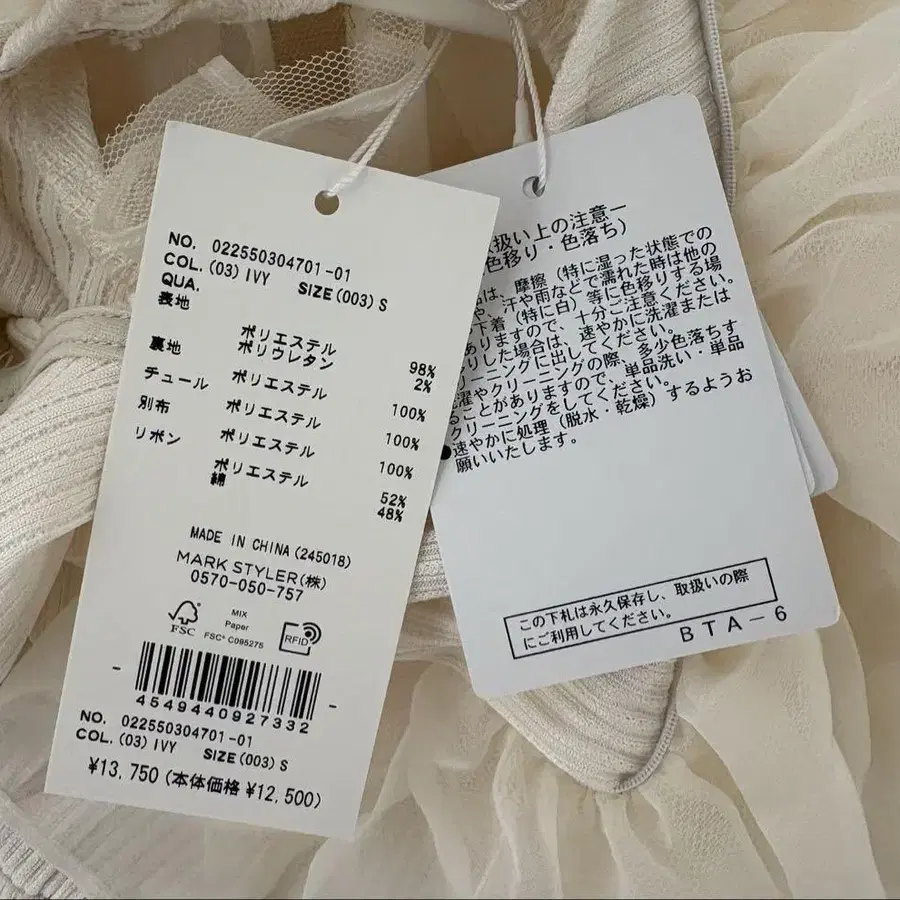 NO. 022550304701-01
COL. (03) IVY SIZE (003) S
QUA.
表地
ポリエステル 98%
ポリウレタン 2%
裏地 ポリエステル 100%
チュール ポリエステル 100%
別布 ポリエステル 100%
リボン ポリエステル 52%
綿 48%
MADE IN CHINA (245018)
MARK STYLER(株)
0570-050-757
FSC
MIX
Paper
FSC® C095275
RFID
4549440927332
NO. 022550304701-01
COL. (03) IVY SIZE (003) S
¥13,750 (本体価格 ¥12,500)
扱い上の注意ー
色移り・色落ち)
は、摩擦 (特に湿った状態での
や、汗や雨などで濡れた時は他の
下着 (特に白) 等に色移りする場
ありますので、十分ご注意ください。
りした場合は、速やかに洗濯または
リーニングに出してください。
濯やクリーニングの際、多少色落ちす
ることがありますので、単品洗い・単品
クリーニングをしてください。
速やかに処理 (脱水・乾燥) するようお
願いいたします。
この下札は永久保存し、取扱いの際
にご利用してください。
BTA-6